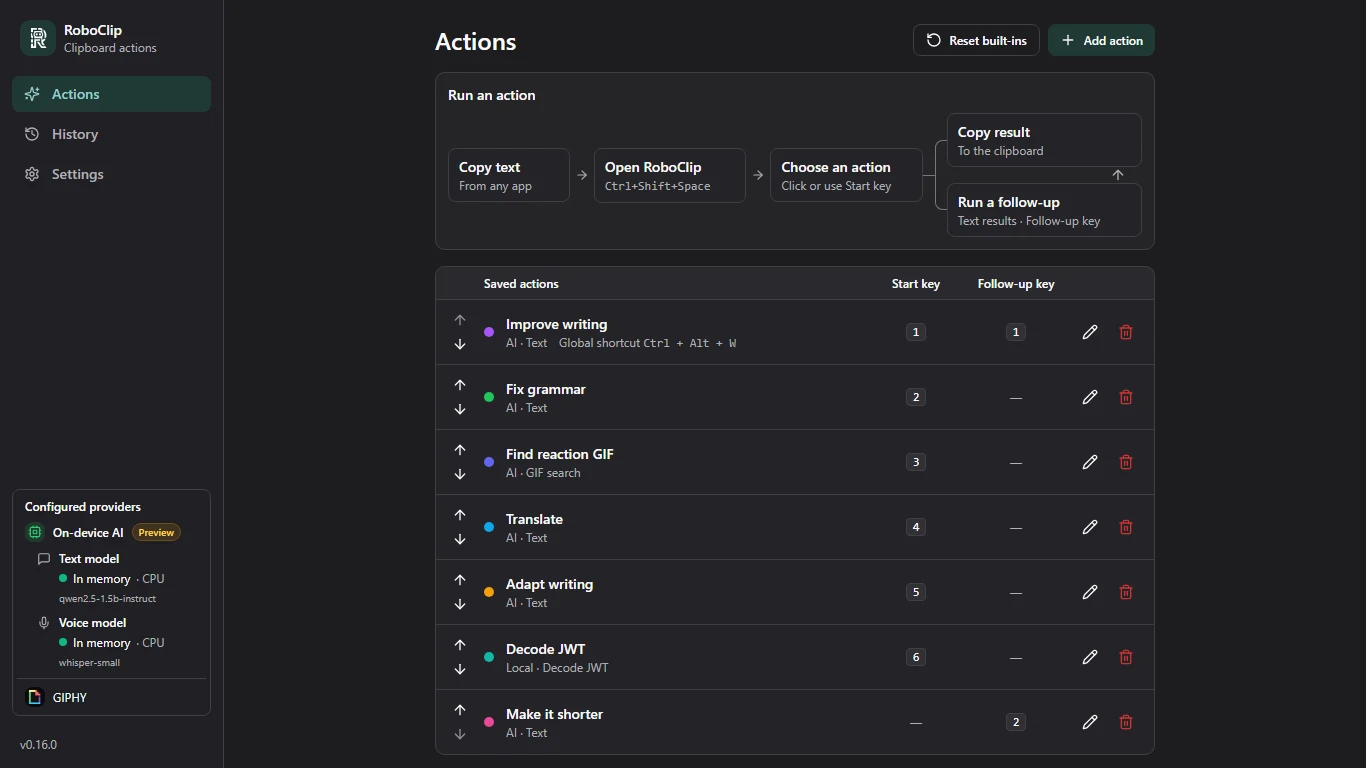 RoboClip
Clipboard actions
Actions
History
Settings
Configured providers
On-device AI Preview
Text model
In memory · CPU
qwen2.5-1.5b-instruct
Voice model
In memory · CPU
whisper-small
GIPHY
v0.16.0
Actions
Reset built-ins
Add action
Run an action
Copy text
From any app
Open RoboClip
Ctrl+Shift+Space
Choose an action
Click or use Start key
Copy result
To the clipboard
Run a follow-up
Text results · Follow-up key
Saved actions Start key Follow-up key
Improve writing
AI · Text Global shortcut Ctrl + Alt + W
1 1
Fix grammar
AI · Text
2 —
Find reaction GIF
AI · GIF search
3 —
Translate
AI · Text
4 —
Adapt writing
AI · Text
5 —
Decode JWT
Local · Decode JWT
6 —
Make it shorter
AI · Text
— 2